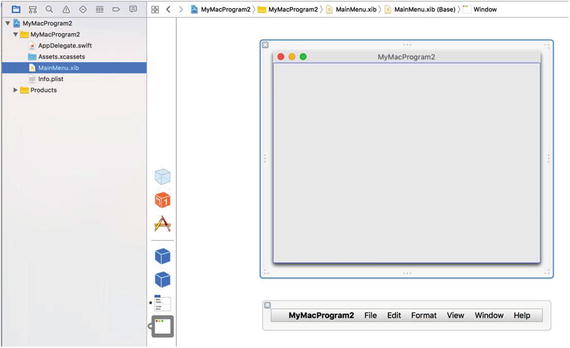 MyMacProgram2 MyMacProgram2 MainMenu.xib MainMenu.xib (Base) Window
MyMacProgram2
MyMacProgram2
AppDelegate.swift
Assets.xcassets
MainMenu.xib
Info.plist
Products
MyMacProgram2
MyMacProgram2 File Edit Format View Window Help